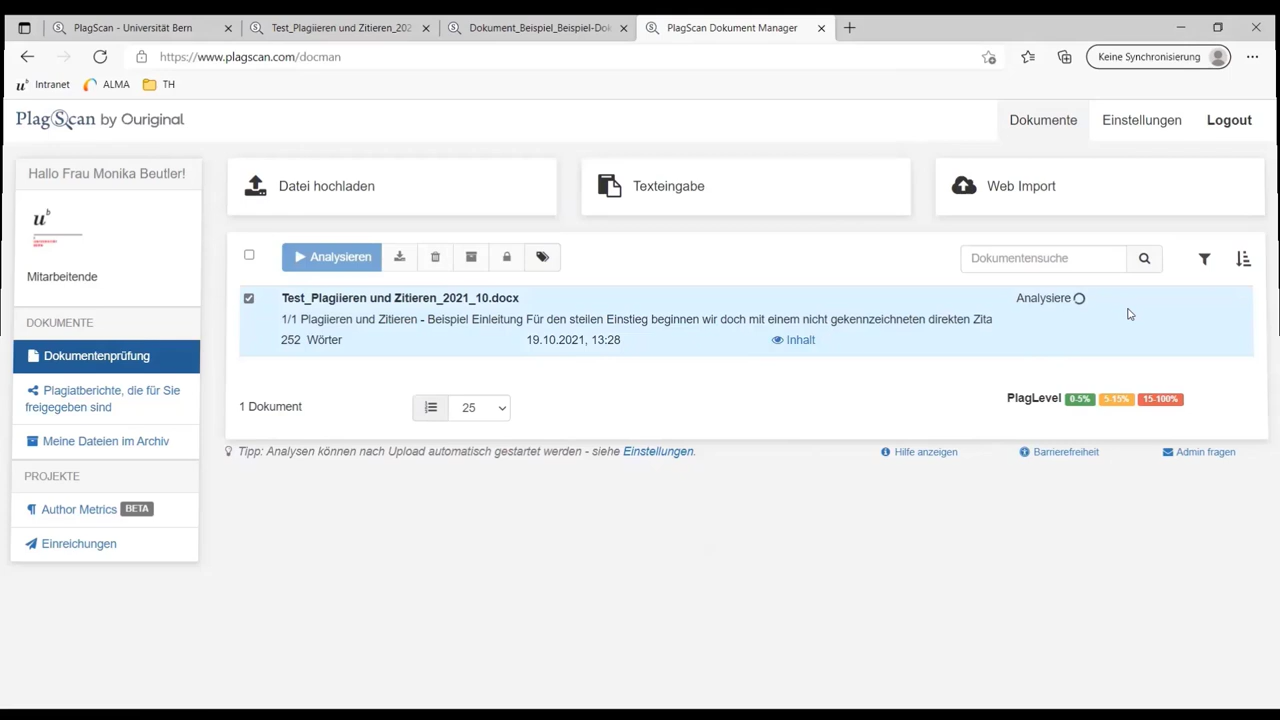 PlagScan - Universität Bern
Test_Plagiieren und Zitieren_202
Dokument_Beispiel_Beispiel-Dok
PlagScan Dokument Manager
https://www.plagscan.com/docman
Keine Synchronisierung
Intranet
ALMA
TH
PlagScan by Ouriginal
Dokumente
Einstellungen
Logout
Hallo Frau Monika Beutler!
u^b
Mitarbeitende
DOKUMENTE
Dokumentenprüfung
Plagiatberichte, die für Sie
freigegeben sind
Meine Dateien im Archiv
PROJEKTE
Author Metrics BETA
Einreichungen
Datei hochladen
Texteingabe
Web Import
Analysieren
Dokumentensuche
Test_Plagiieren und Zitieren_2021_10.docx
Analysiere
1/1 Plagiieren und Zitieren - Beispiel Einleitung Für den steilen Einstieg beginnen wir doch mit einem nicht gekennzeichneten direkten Zita
252 Wörter
19.10.2021, 13:28
Inhalt
1 Dokument
25
PlagLevel 0-5% 5-15% 15-100%
Tipp: Analysen können nach Upload automatisch gestartet werden - siehe Einstellungen.
Hilfe anzeigen
Barrierefreiheit
Admin fragen